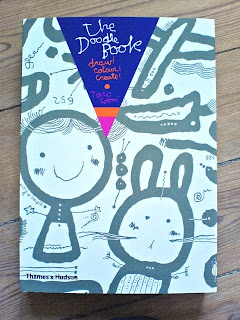 the
Doodle
Book
draw!
colour!
create!
Taro
Gomi
Thames & Hudson